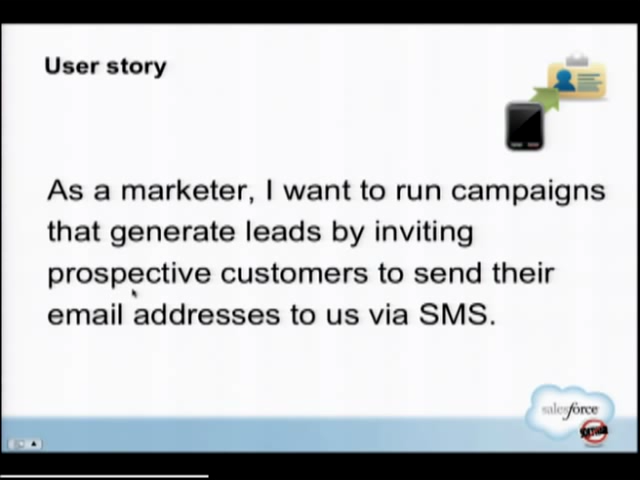 User story
As a marketer, I want to run campaigns
that generate leads by inviting
prospective customers to send their
email addresses to us via SMS.
salesforce